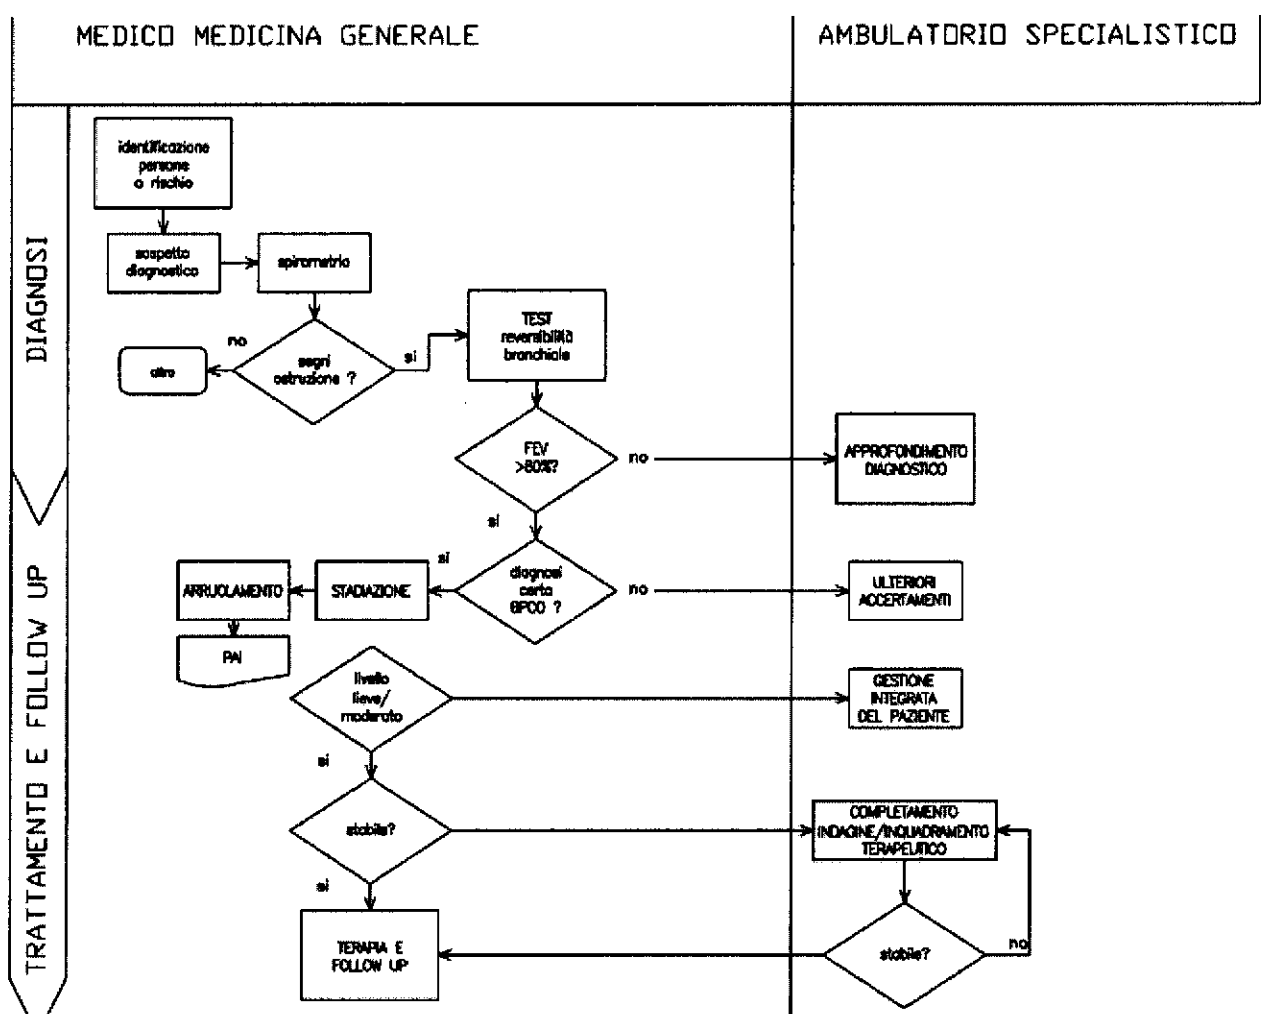 MEDICO MEDICINA GENERALE
AMBULATORIO SPECIALISTICO
DIAGNOSI
identificazione
persone
a rischio
sospetto
diagnostico
spirometria
segni
ostruzione ?
no
altro
si
TEST
reversibilità
bronchiale
FEV
>80%?
no
APPROFONDIMENTO
DIAGNOSTICO
si
diagnosi
certa
BPCO ?
no
ULTERIORI
ACCERTAMENTI
si
STADIAZIONE
ARRUOLAMENTO
PAI
TRATTAMENTO E FOLLOW UP
livello
lieve/
moderato
GESTIONE
INTEGRATA
DEL PAZIENTE
si
stabile?
COMPLETAMENTO
INDAGINE/INQUADRAMENTO
TERAPEUTICO
si
TERAPIA E
FOLLOW UP
stabile?
no